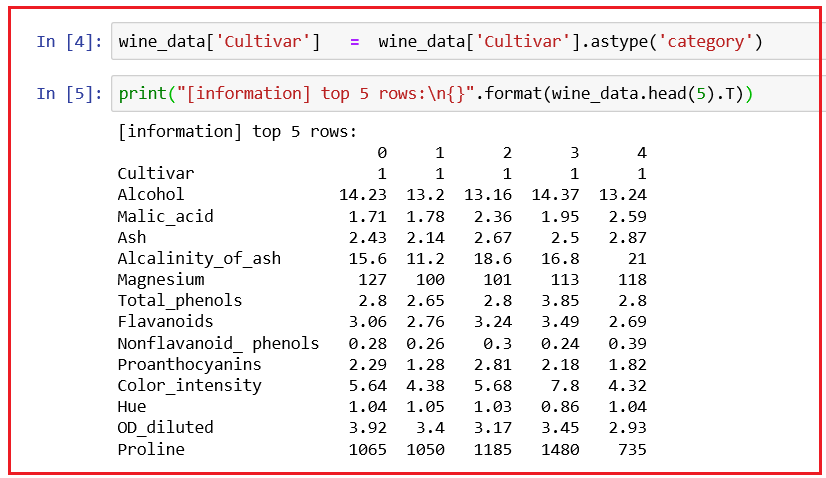 In [4]: wine_data['Cultivar']   =  wine_data['Cultivar'].astype('category')
In [5]: print("[information] top 5 rows:\n{}".format(wine_data.head(5).T))
[information] top 5 rows:
0 1 2 3 4
Cultivar 1 1 1 1 1
Alcohol 14.23 13.2 13.16 14.37 13.24
Malic_acid 1.71 1.78 2.36 1.95 2.59
Ash 2.43 2.14 2.67 2.5 2.87
Alcalinity_of_ash 15.6 11.2 18.6 16.8 21
Magnesium 127 100 101 113 118
Total_phenols 2.8 2.65 2.8 3.85 2.8
Flavanoids 3.06 2.76 3.24 3.49 2.69
Nonflavanoid_ phenols 0.28 0.26 0.3 0.24 0.39
Proanthocyanins 2.29 1.28 2.81 2.18 1.82
Color_intensity 5.64 4.38 5.68 7.8 4.32
Hue 1.04 1.05 1.03 0.86 1.04
OD_diluted 3.92 3.4 3.17 3.45 2.93
Proline 1065 1050 1185 1480 735